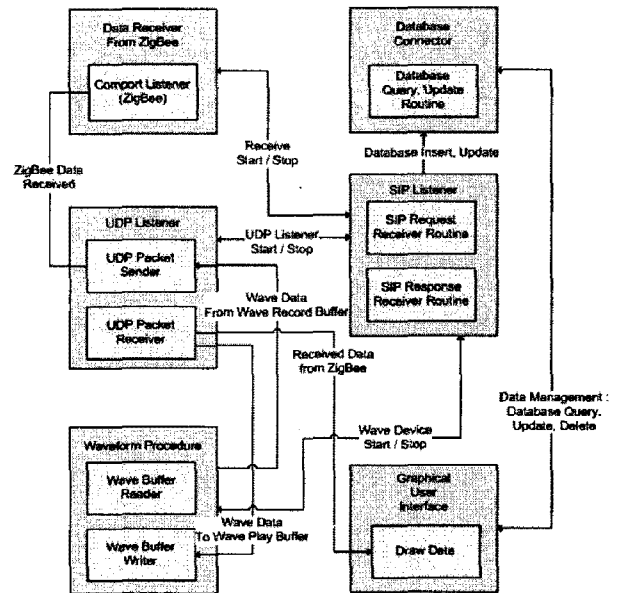 Data Receiver
From ZigBee
Comport Listener
(ZigBee)
Database
Connector
Database
Query, Update
Routine
Receive
Start / Stop
Database Insert, Update
ZigBee Data
Received
SIP Listener
SIP Request
Receiver Routine
SIP Response
Receiver Routine
UDP Listener
UDP Packet
Sender
UDP Packet
Receiver
UDP Listener
Start / Stop
Wave Data
From Wave Record Buffer
Received Data
from ZigBee
Data Management :
Database Query,
Update, Delete
Wave Device
Start / Stop
Waveform Procedure
Wave Buffer
Reader
Wave Buffer
Writer
Wave Data
To Wave Play Buffer
Graphical
User
Interface
Draw Data